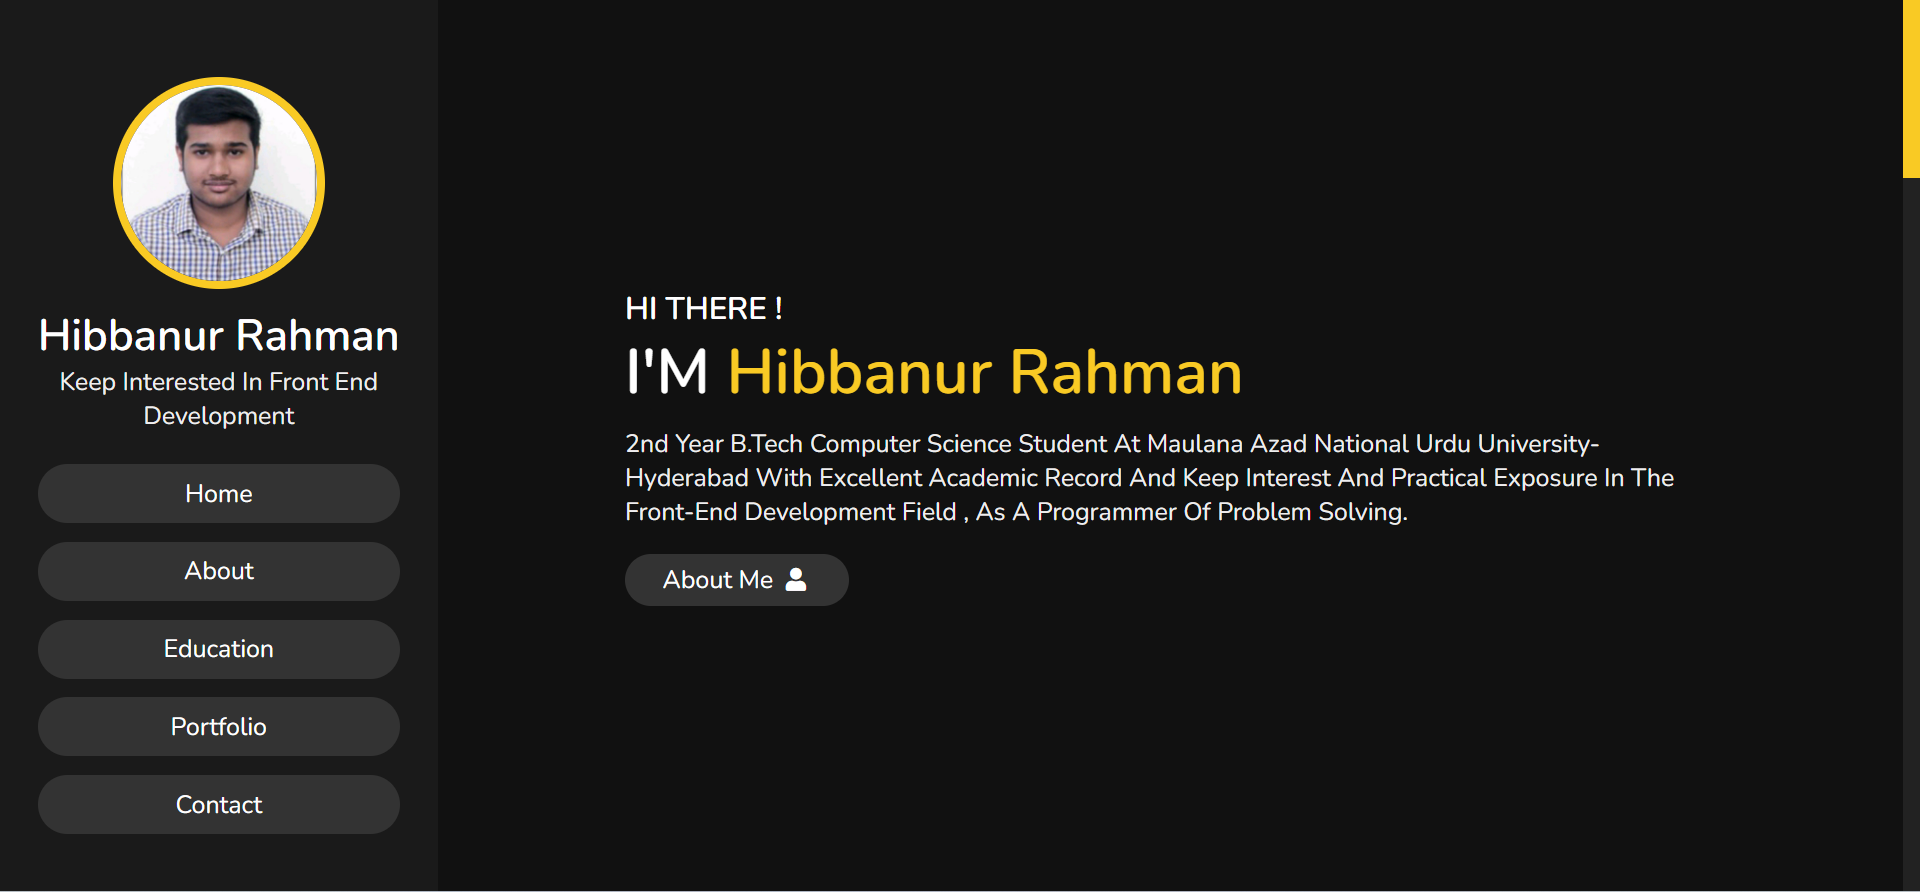 Hibbanur Rahman
Keep Interested In Front End
Development
Home
About
Education
Portfolio
Contact
HI THERE !
I'M Hibbanur Rahman
2nd Year B.Tech Computer Science Student At Maulana Azad National Urdu University-
Hyderabad With Excellent Academic Record And Keep Interest And Practical Exposure In The
Front-End Development Field , As A Programmer Of Problem Solving.
About Me